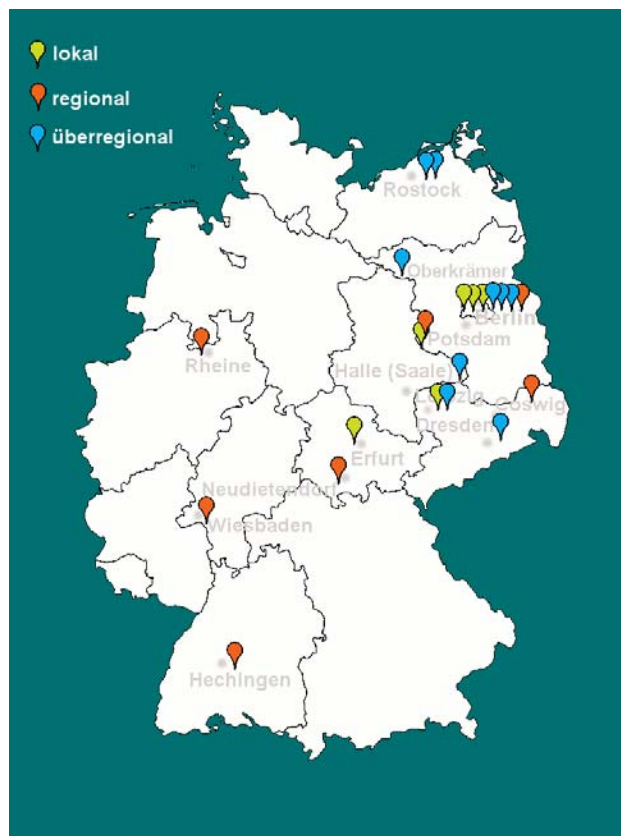 lokal
regional
überregional
Rostock
Oberkrämer
Berlin
Potsdam
Rheine
Halle (Saale)
Leipzig
Coswig
Dresden
Erfurt
Neudietendorf
Wiesbaden
Hechingen